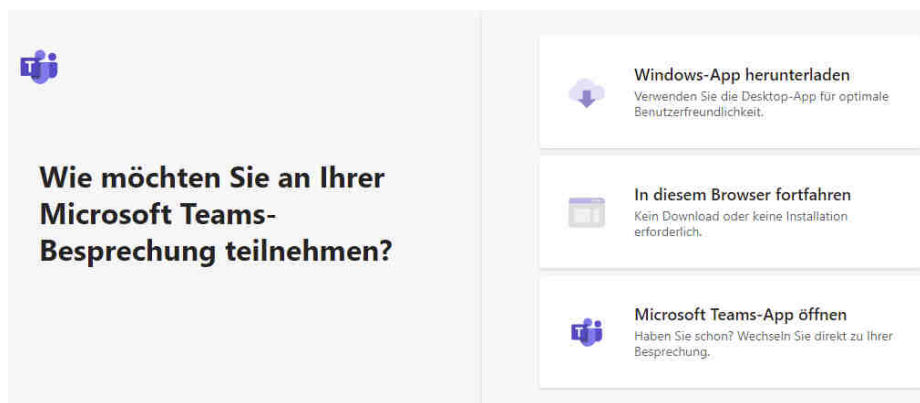 Wie möchten Sie an Ihrer
Microsoft Teams-
Besprechung teilnehmen?
Windows-App herunterladen
Verwenden Sie die Desktop-App für optimale
Benutzerfreundlichkeit.
In diesem Browser fortfahren
Kein Download oder keine Installation
erforderlich.
Microsoft Teams-App öffnen
Haben Sie schon? Wechseln Sie direkt zu Ihrer
Besprechung.